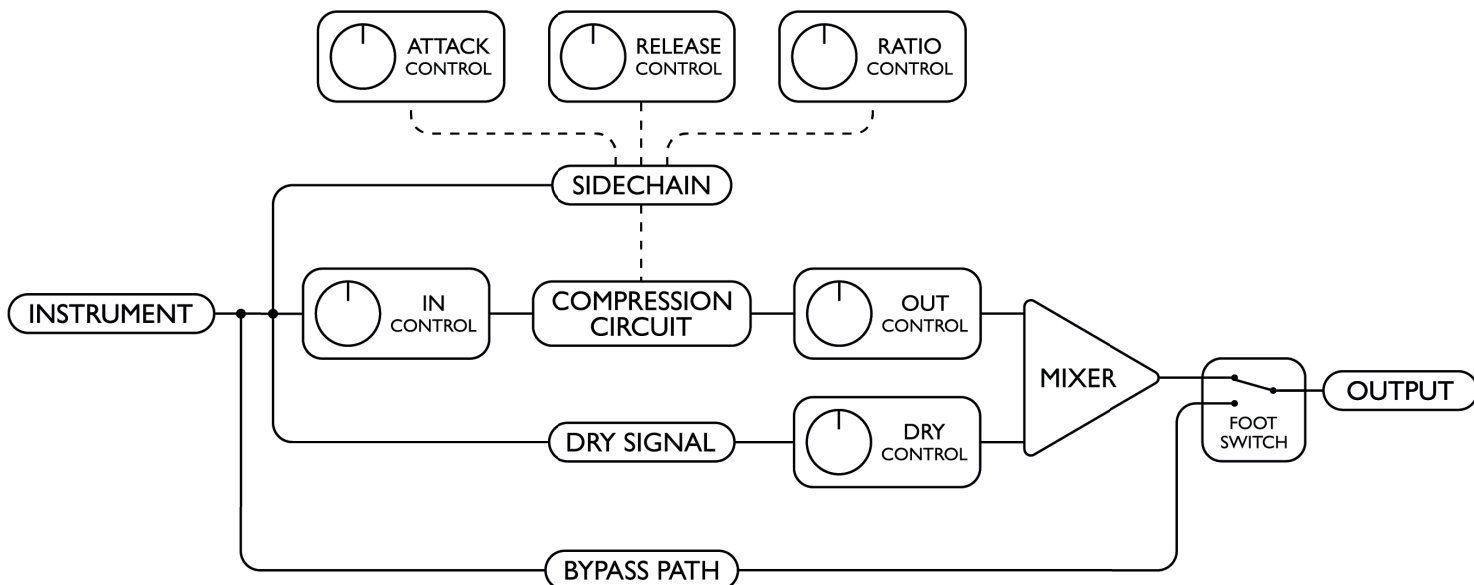 ATTACK
CONTROL
RELEASE
CONTROL
RATIO
CONTROL
SIDECHAIN
INSTRUMENT
IN
CONTROL
COMPRESSION
CIRCUIT
OUT
CONTROL
MIXER
FOOT
SWITCH
OUTPUT
DRY SIGNAL
DRY
CONTROL
BYPASS PATH